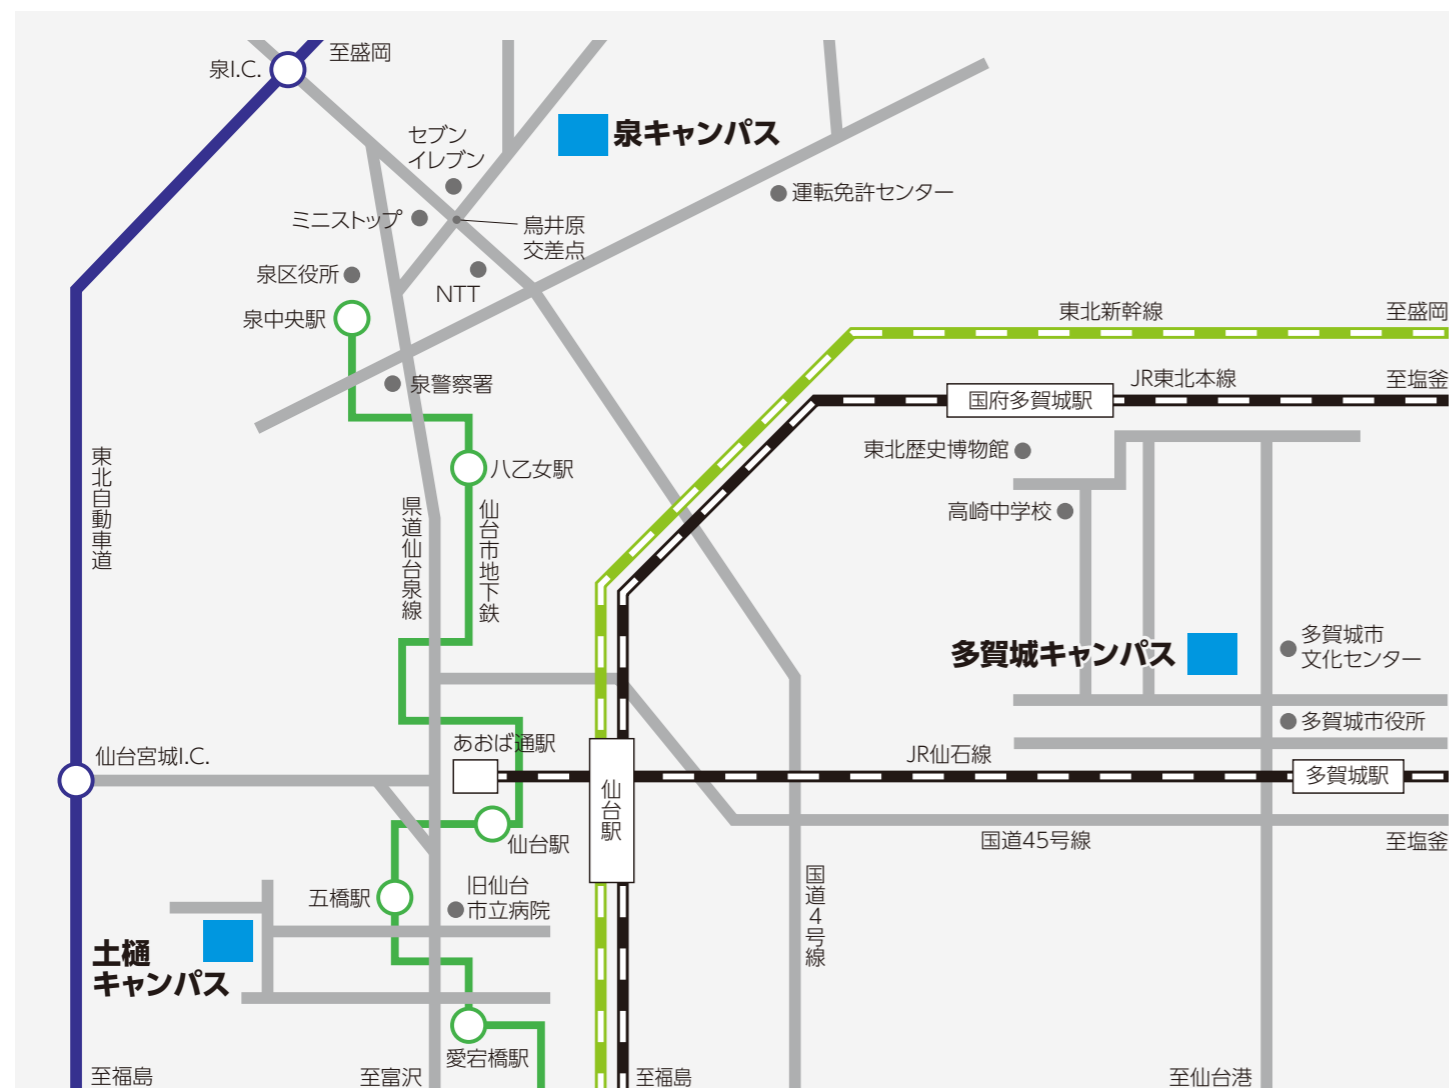 至盛岡
泉I.C.
セブン
イレブン
泉キャンパス
運転免許センター
ミニストップ
鳥井原
交差点
泉区役所
NTT
泉中央駅
東北新幹線
至盛岡
泉警察署
JR東北本線
至塩釜
国府多賀城駅
東北歴史博物館
八乙女駅
高崎中学校
東北自動車道
県道仙台泉線
仙台市地下鉄
多賀城キャンパス
多賀城市
文化センター
多賀城市役所
あおば通駅
仙台宮城I.C.
JR仙石線
多賀城駅
仙台駅
仙台駅
国道45号線
至塩釜
五橋駅
旧仙台
市立病院
国道4号線
土樋
キャンパス
愛宕橋駅
至福島
至富沢
至福島
至仙台港